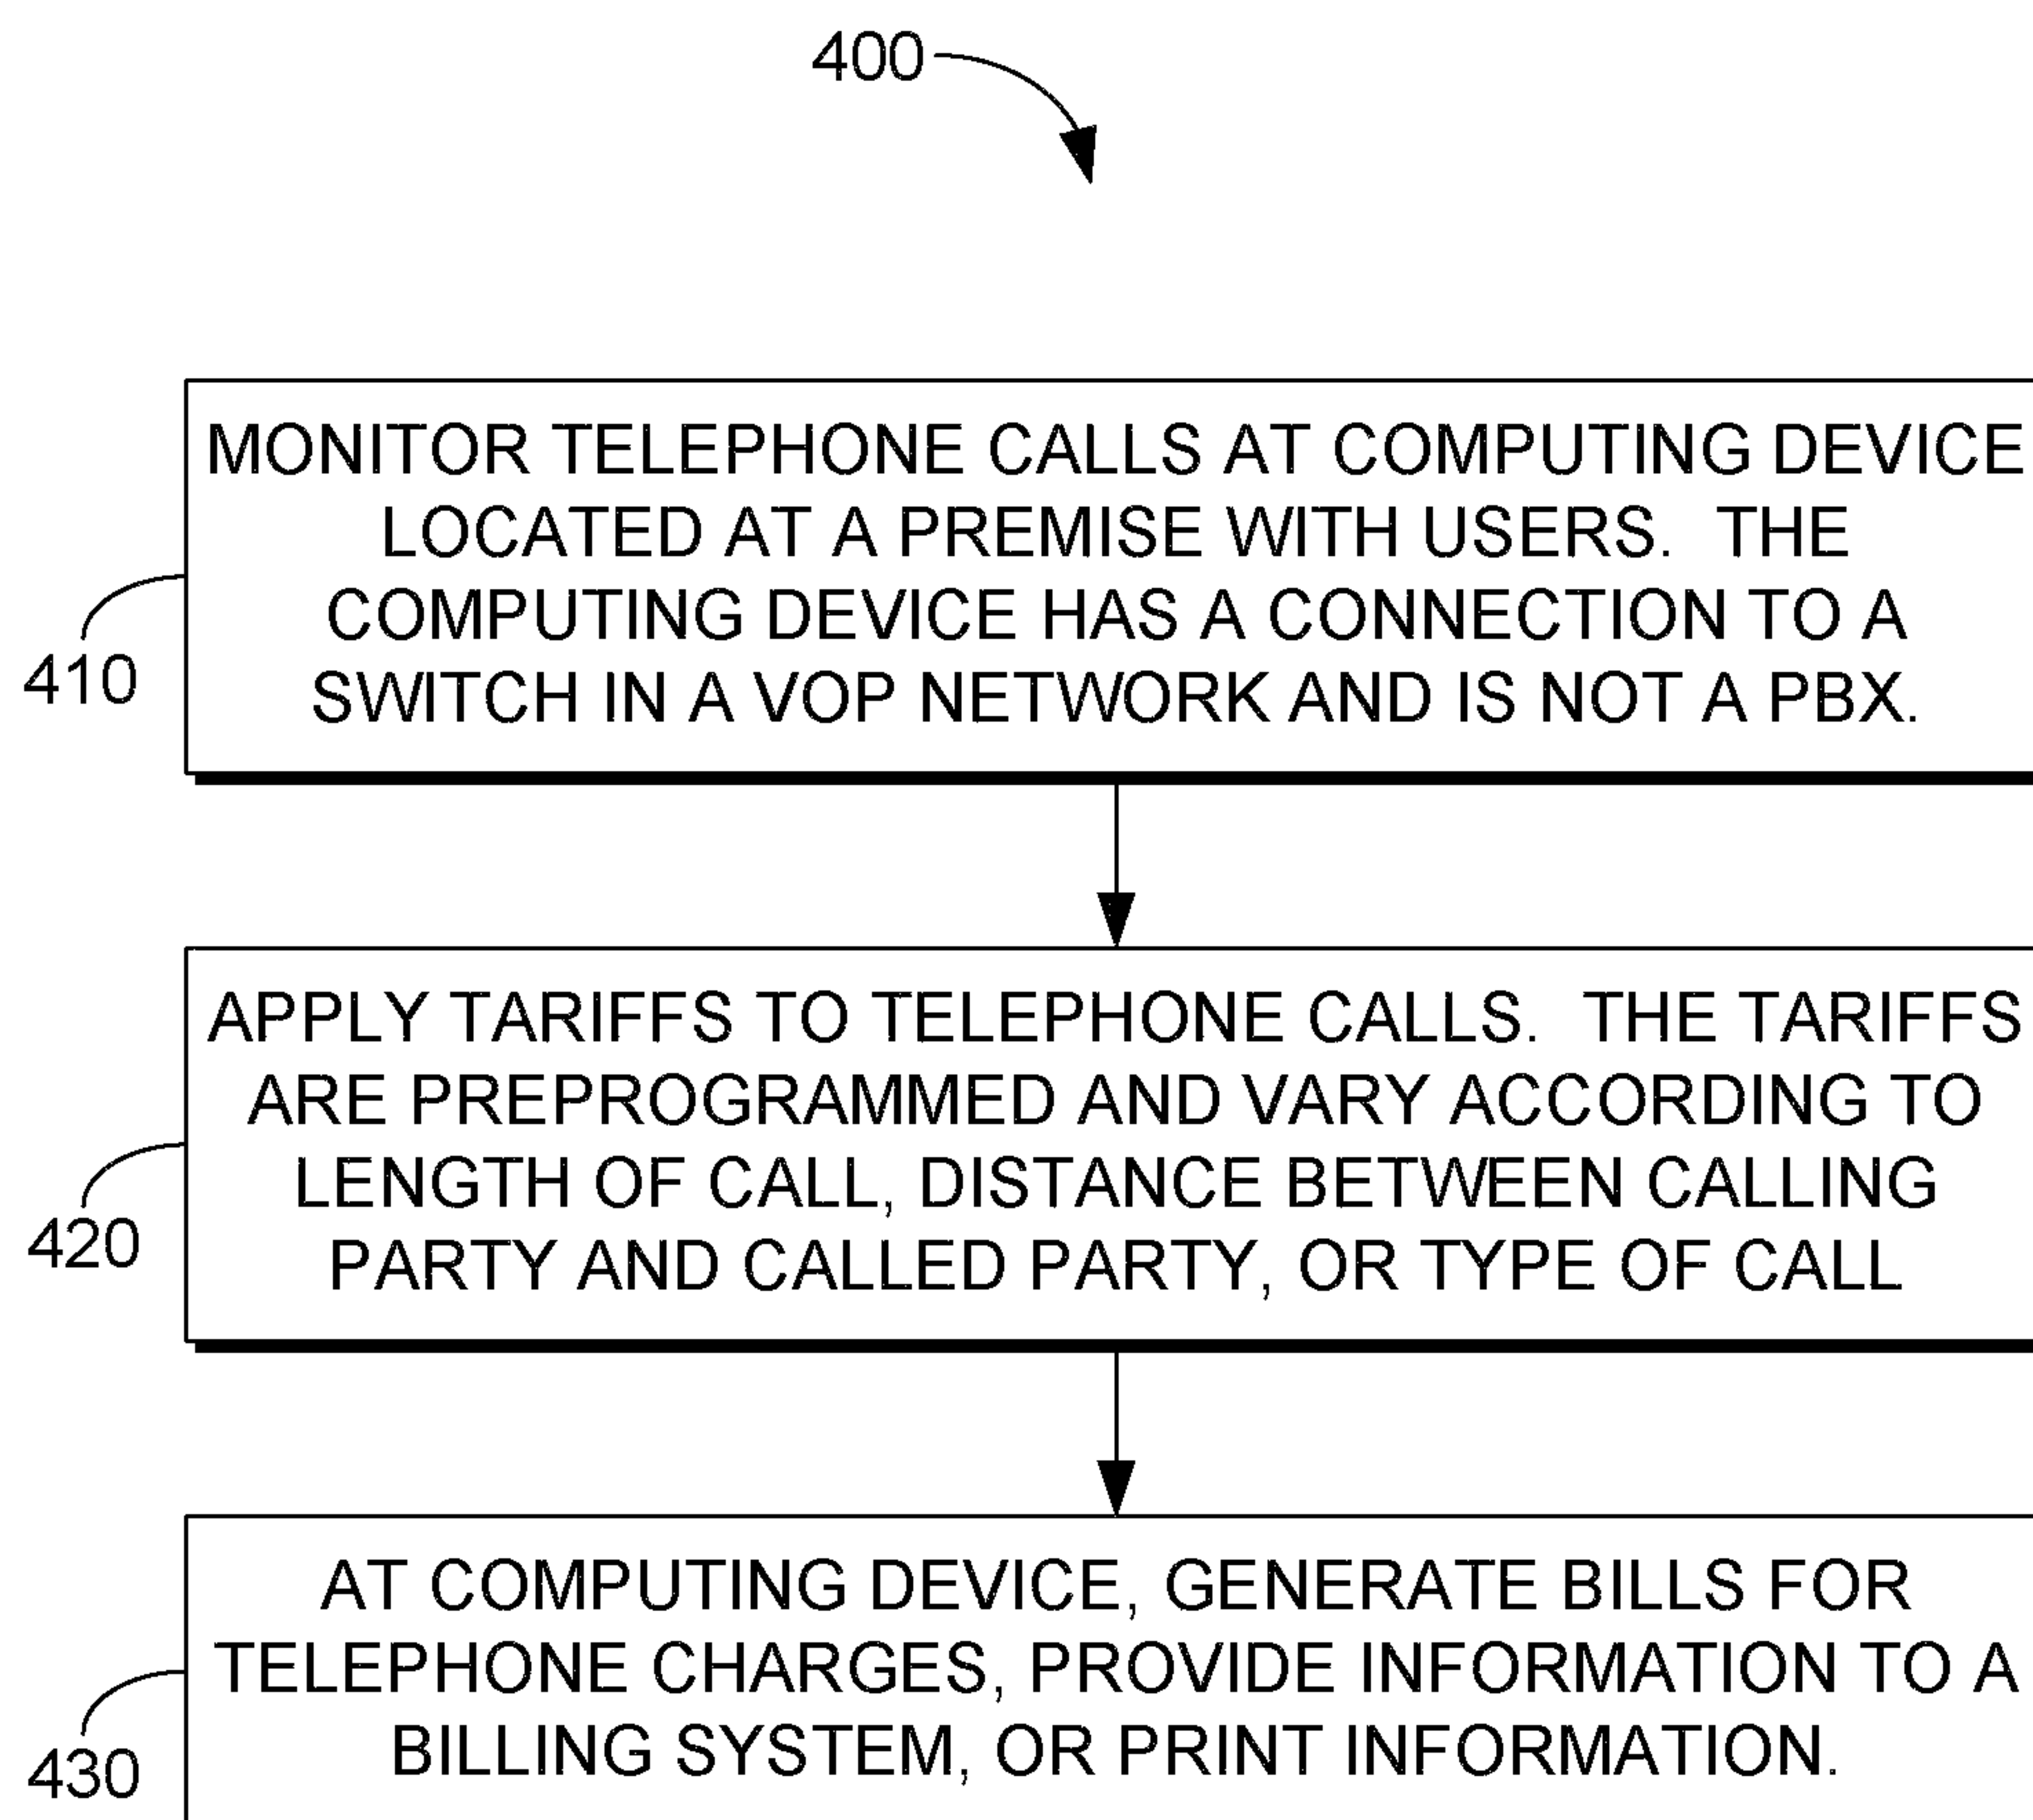 400
MONITOR TELEPHONE CALLS AT COMPUTING DEVICE
LOCATED AT A PREMISE WITH USERS. THE
COMPUTING DEVICE HAS A CONNECTION TO A
SWITCH IN A VOP NETWORK AND IS NOT A PBX.
410
APPLY TARIFFS TO TELEPHONE CALLS. THE TARIFFS
ARE PREPROGRAMMED AND VARY ACCORDING TO
LENGTH OF CALL, DISTANCE BETWEEN CALLING
PARTY AND CALLED PARTY, OR TYPE OF CALL
420
AT COMPUTING DEVICE, GENERATE BILLS FOR
TELEPHONE CHARGES, PROVIDE INFORMATION TO A
BILLING SYSTEM, OR PRINT INFORMATION.
430